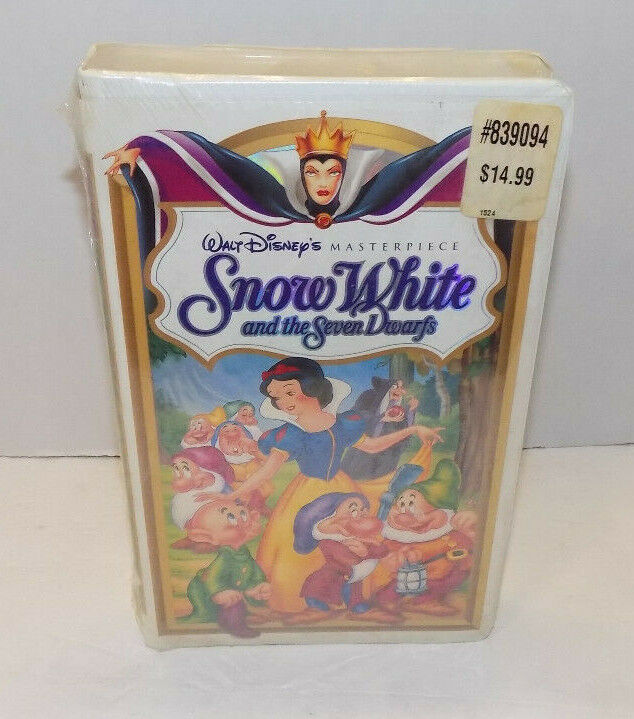 #839094
$14.99
1524
WALT DISNEY'S MASTERPIECE
Snow White
and the Seven Dwarfs